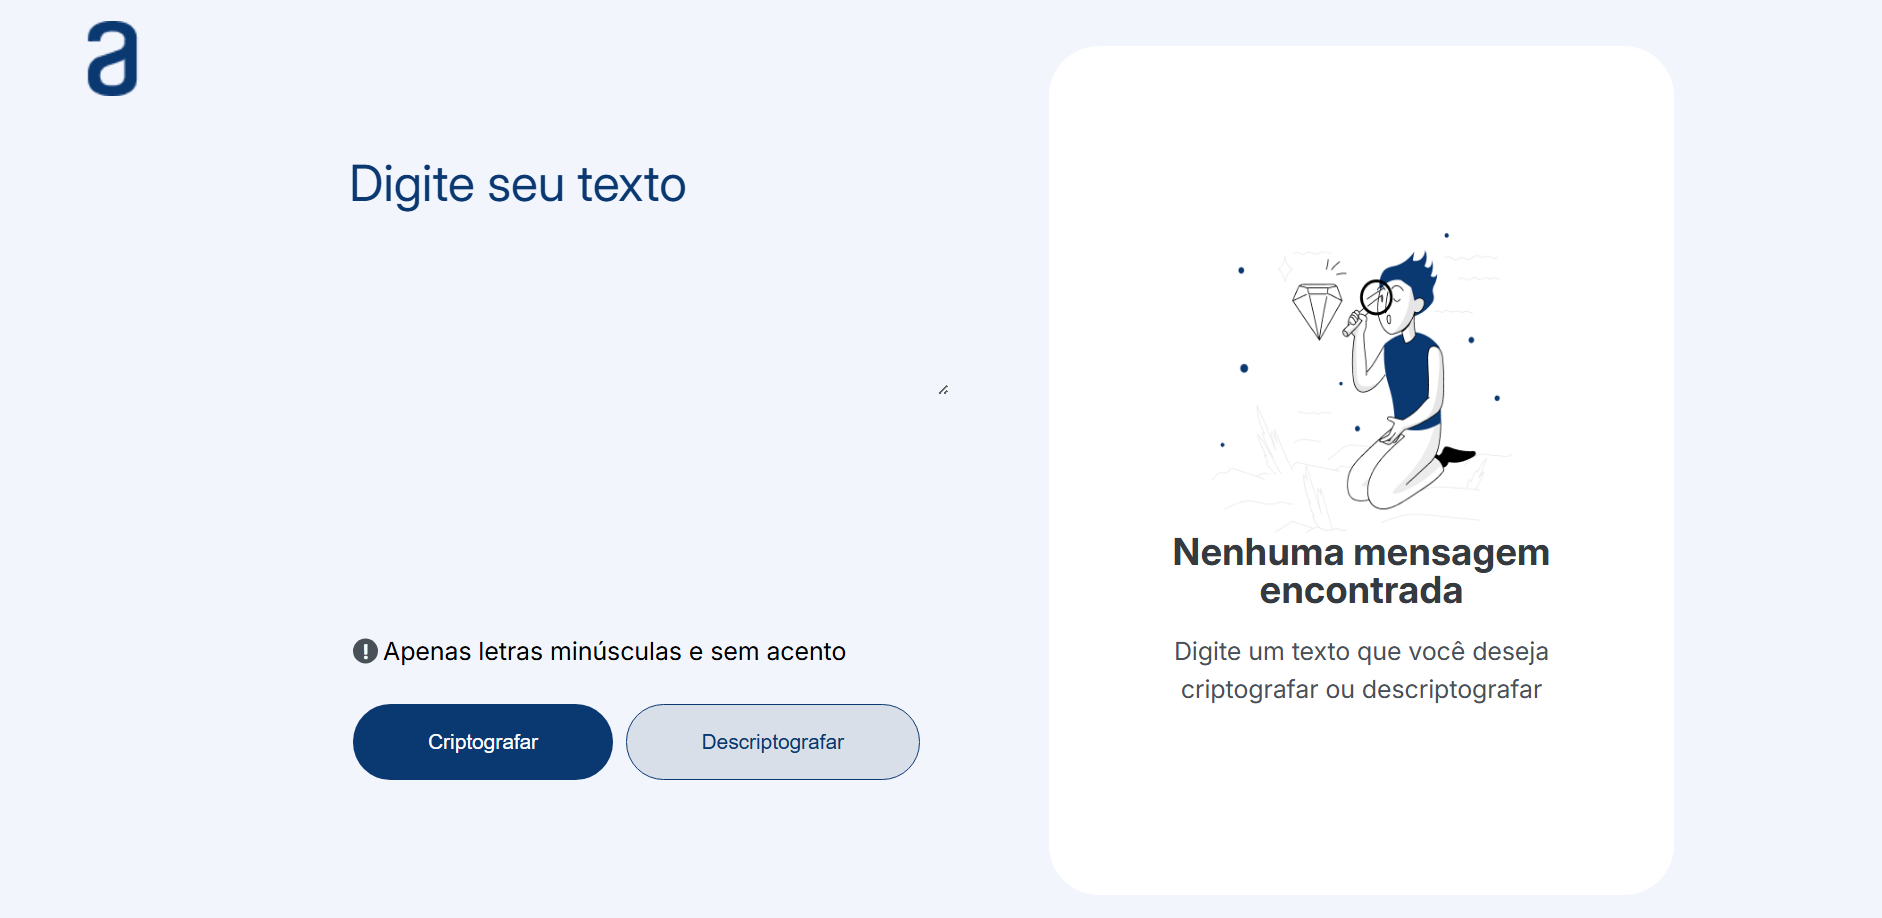 a
Digite seu texto
Apenas letras minúsculas e sem acento
Criptografar
Descriptografar
Nenhuma mensagem
encontrada
Digite um texto que você deseja
criptografar ou descriptografar